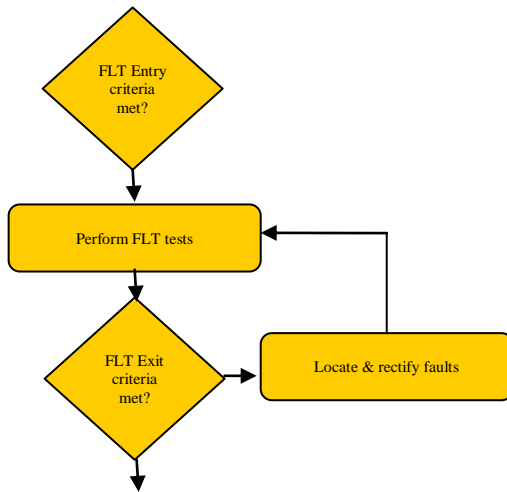 FLT Entry
criteria
met?
Perform FLT tests
FLT Exit
criteria
met?
Locate & rectify faults